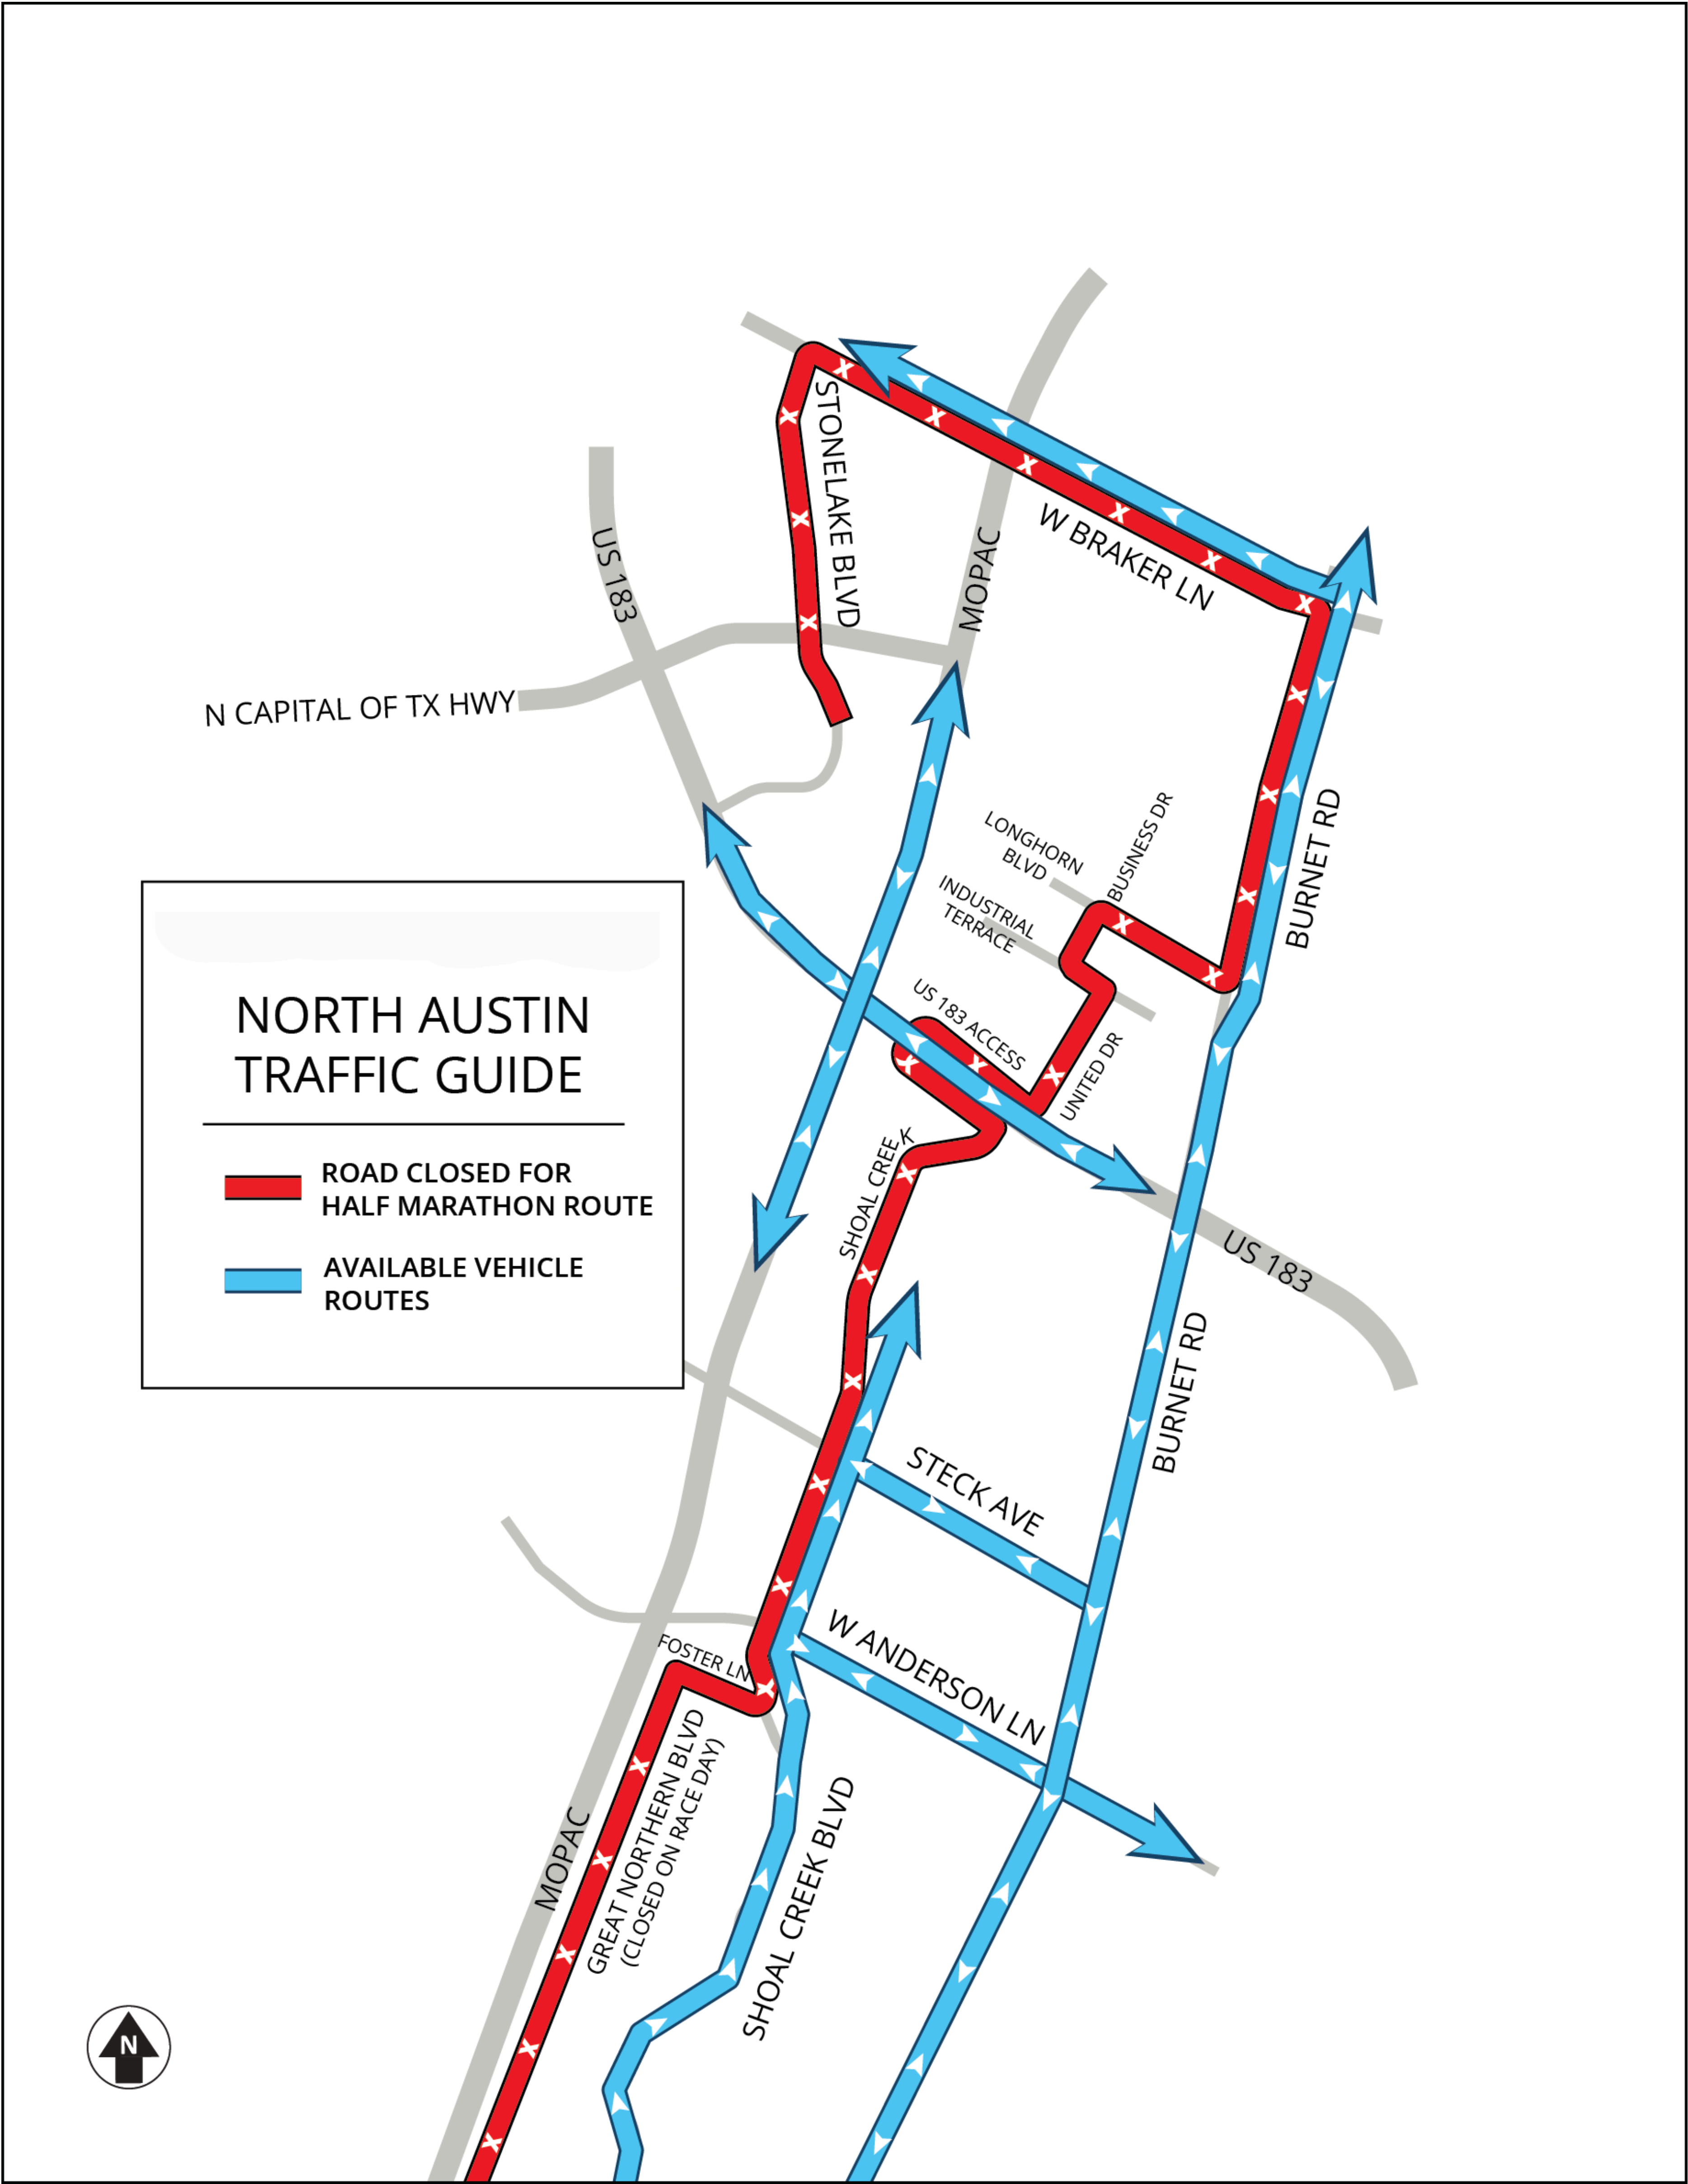 STONELAKE BLVD
W BRAKER LN
MOPAC
US 183
N CAPITAL OF TX HWY
LONGHORN
BLVD
BUSINESS DR
INDUSTRIAL
TERRACE
BURNET RD
US 183 ACCESS
UNITED DR
SHOAL CREEK
US 183
NORTH AUSTIN
TRAFFIC GUIDE
ROAD CLOSED FOR
HALF MARATHON ROUTE
AVAILABLE VEHICLE
ROUTES
BURNET RD
STECK AVE
W ANDERSON LN
FOSTER LN
GREAT NORTHERN BLVD
(CLOSED ON RACE DAY)
MOPAC
SHOAL CREEK BLVD
N